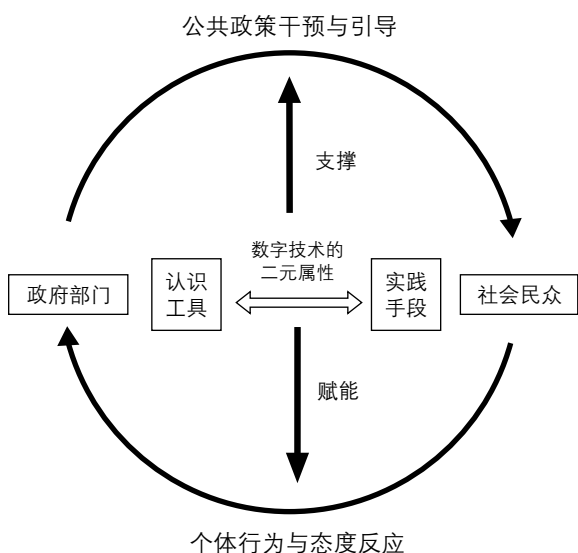 公共政策干预与引导
支撑
数字技术的
二元属性
政府部门
认识
工具
实践
手段
社会民众
赋能
个体行为与态度反应